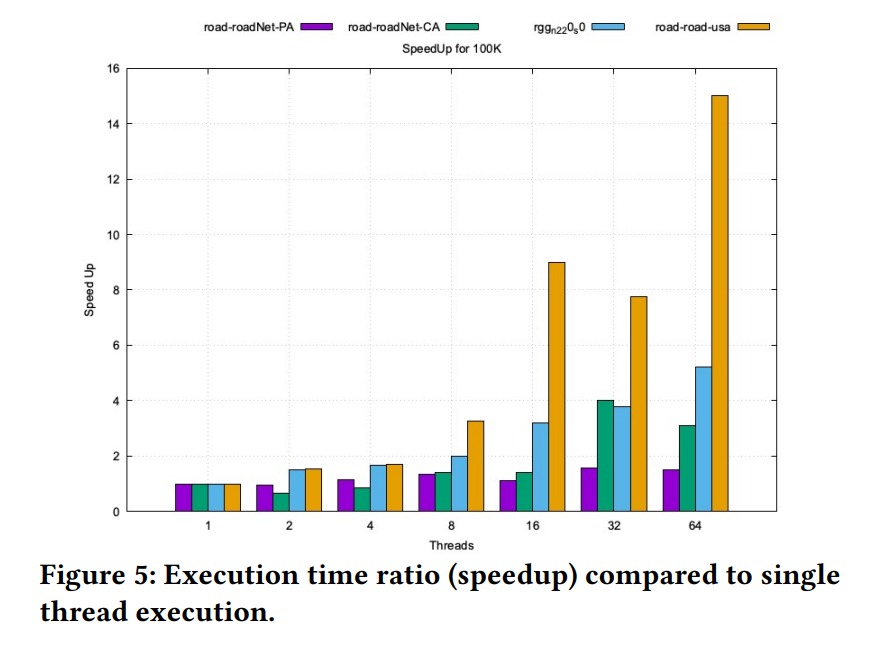 road-roadNet-PA road-roadNet-CA rgg_n22_0_s_0 road-road-usa
SpeedUp for 100K
16
14
12
10
8
6
4
2
0
Speed Up
1 2 4 8 16 32 64
Threads
Figure 5: Execution time ratio (speedup) compared to single
thread execution.